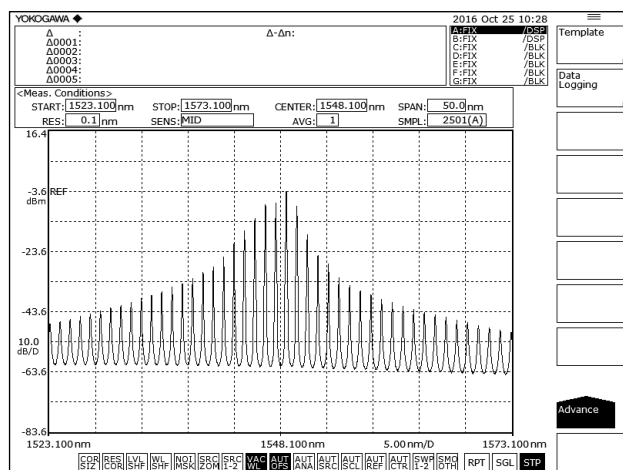 YOKOGAWA ◆ 2016 Oct 25 10:28
Δ : Δ-Δn:
Δ0001:
Δ0002:
Δ0003:
Δ0004:
Δ0005:
A:FIX /DSP
B:FIX /DSP
C:FIX /BLK
D:FIX /BLK
E:FIX /BLK
F:FIX /BLK
G:FIX /BLK
Template
Data
Logging
<Meas. Conditions>
START: 1523.100 nm STOP: 1573.100 nm CENTER: 1548.100 nm SPAN: 50.0 nm
RES: 0.1 nm SENS: MID AVG: 1 SMPL: 2501(A)
16.4
-3.6 REF
dBm
-23.6
-43.6
10.0
dB/D
-63.6
-83.6
1523.100nm 1548.100nm 5.00nm/D 1573.100nm
Advance
COR RES LVL WL NOI SRC SRC VAC AUT AUT AUT AUT AUT AUT SWP SMO RPT SGL STP
SIZ COR SHF SHF MSK ZOM 1-2 WL OFS ANA SRC SCL REF CTR 1-2 OTH